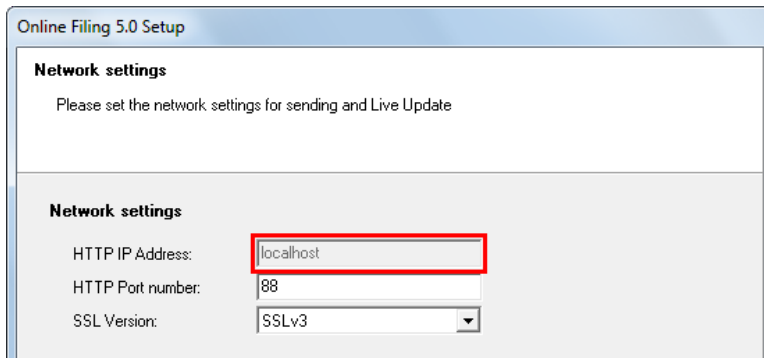 Online Filing 5.0 Setup
Network settings
Please set the network settings for sending and Live Update
Network settings
HTTP IP Address: localhost
HTTP Port number: 88
SSL Version: SSLv3